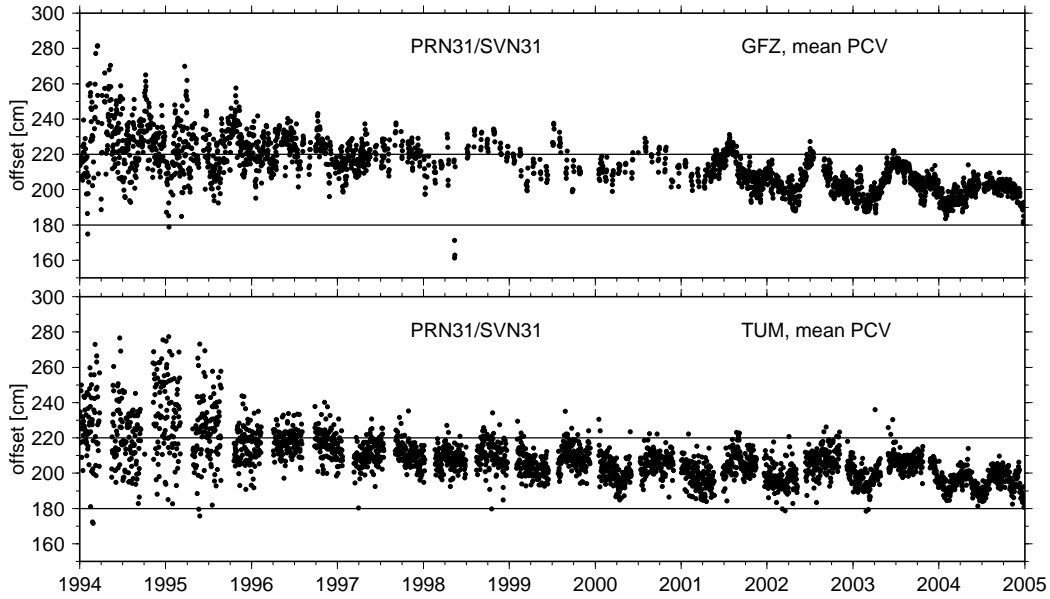 300
280
260
240
220
200
180
160
offset [cm]
PRN31/SVN31
GFZ, mean PCV
300
280
260
240
220
200
180
160
offset [cm]
PRN31/SVN31
TUM, mean PCV
1994 1995 1996 1997 1998 1999 2000 2001 2002 2003 2004 2005